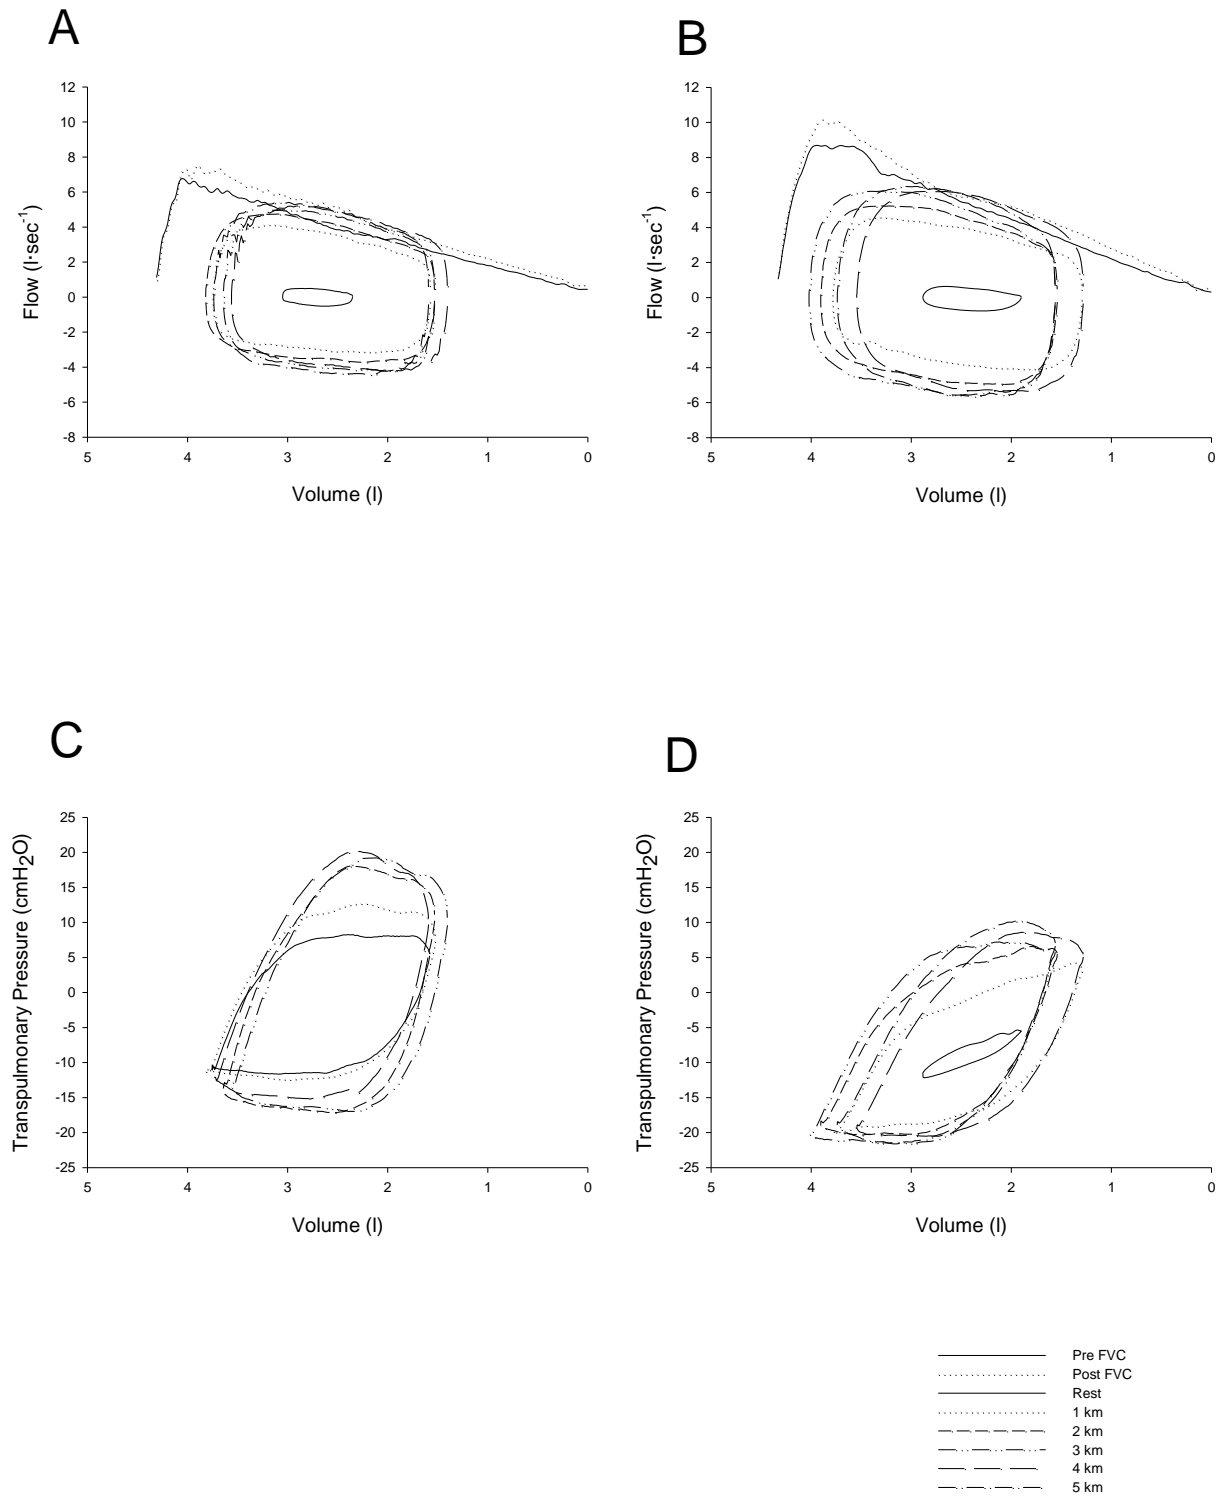 A
12
10
8
6
4
2
0
-2
-4
-6
-8
Flow (l·sec⁻¹)
5 4 3 2 1 0
Volume (l)
B
12
10
8
6
4
2
0
-2
-4
-6
-8
Flow (l·sec⁻¹)
5 4 3 2 1 0
Volume (l)
C
25
20
15
10
5
0
-5
-10
-15
-20
-25
Transpulmonary Pressure (cmH₂O)
5 4 3 2 1 0
Volume (l)
D
25
20
15
10
5
0
-5
-10
-15
-20
-25
Transpulmonary Pressure (cmH₂O)
5 4 3 2 1 0
Volume (l)
Pre FVC
Post FVC
Rest
1 km
2 km
3 km
4 km
5 km